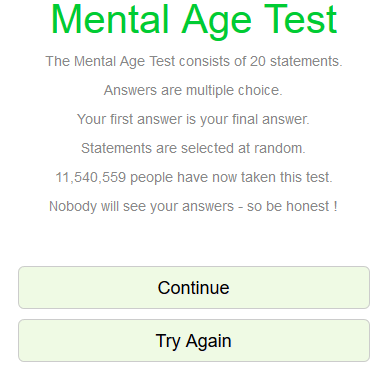 Mental Age Test
The Mental Age Test consists of 20 statements.
Answers are multiple choice.
Your first answer is your final answer.
Statements are selected at random.
11,540,559 people have now taken this test.
Nobody will see your answers - so be honest !
Continue
Try Again